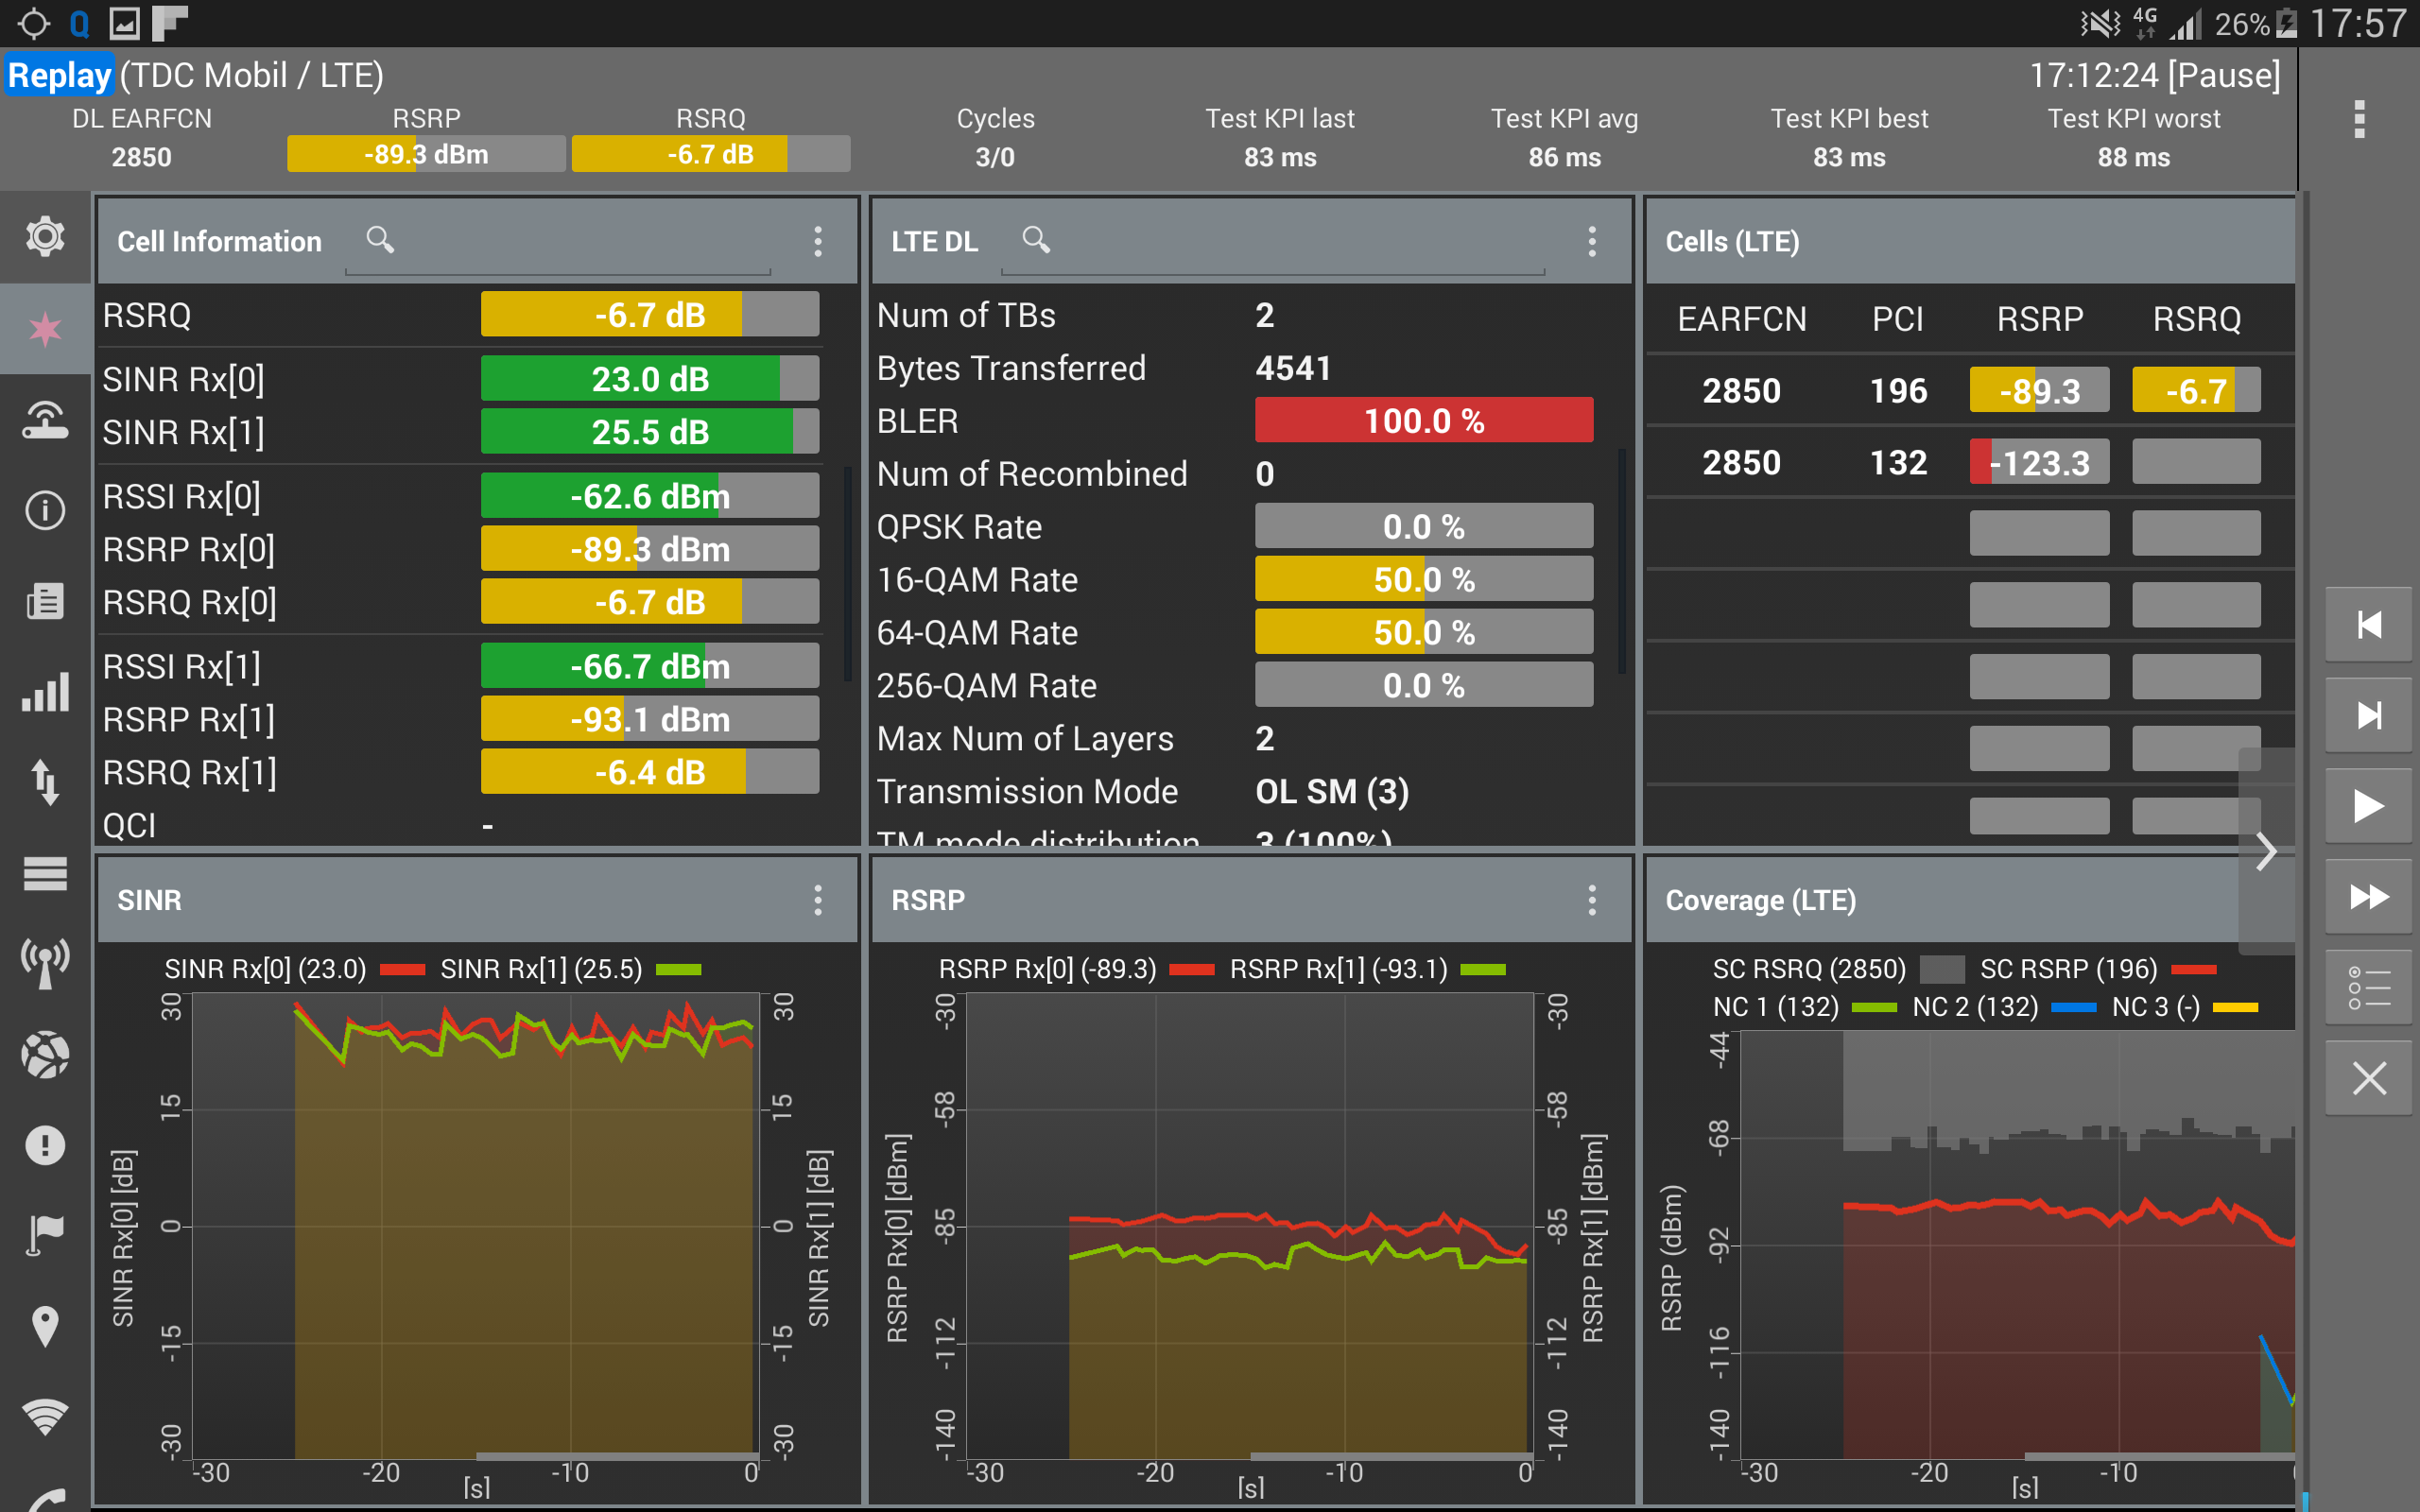 4G 26% 17:57
Replay (TDC Mobil / LTE) 17:12:24 [Pause]
DL EARFCN RSRP RSRQ Cycles Test KPI last Test KPI avg Test KPI best Test KPI worst
2850 -89.3 dBm -6.7 dB 3/0 83 ms 86 ms 83 ms 88 ms
Cell Information
RSRQ -6.7 dB
SINR Rx[0] 23.0 dB
SINR Rx[1] 25.5 dB
RSSI Rx[0] -62.6 dBm
RSRP Rx[0] -89.3 dBm
RSRQ Rx[0] -6.7 dB
RSSI Rx[1] -66.7 dBm
RSRP Rx[1] -93.1 dBm
RSRQ Rx[1] -6.4 dB
QCI -
LTE DL
Num of TBs 2
Bytes Transferred 4541
BLER 100.0 %
Num of Recombined 0
QPSK Rate 0.0 %
16-QAM Rate 50.0 %
64-QAM Rate 50.0 %
256-QAM Rate 0.0 %
Max Num of Layers 2
Transmission Mode OL SM (3)
TM mode distribution 3 (100%)
Cells (LTE)
EARFCN PCI RSRP RSRQ
2850 196 -89.3 -6.7
2850 132 -123.3
SINR
SINR Rx[0] (23.0) SINR Rx[1] (25.5)
30 15 0 -15 -30
SINR Rx[0] [dB]
30 15 0 -15 -30
SINR Rx[1] [dB]
-30 -20 -10 0
[s]
RSRP
RSRP Rx[0] (-89.3) RSRP Rx[1] (-93.1)
-30 -58 -85 -112 -140
RSRP Rx[0] [dBm]
-30 -58 -85 -112 -140
RSRP Rx[1] [dBm]
-30 -20 -10 0
[s]
Coverage (LTE)
SC RSRQ (2850) SC RSRP (196)
NC 1 (132) NC 2 (132) NC 3 (-)
-44 -68 -92 -116 -140
RSRP (dBm)
-30 -20 -10
[s]